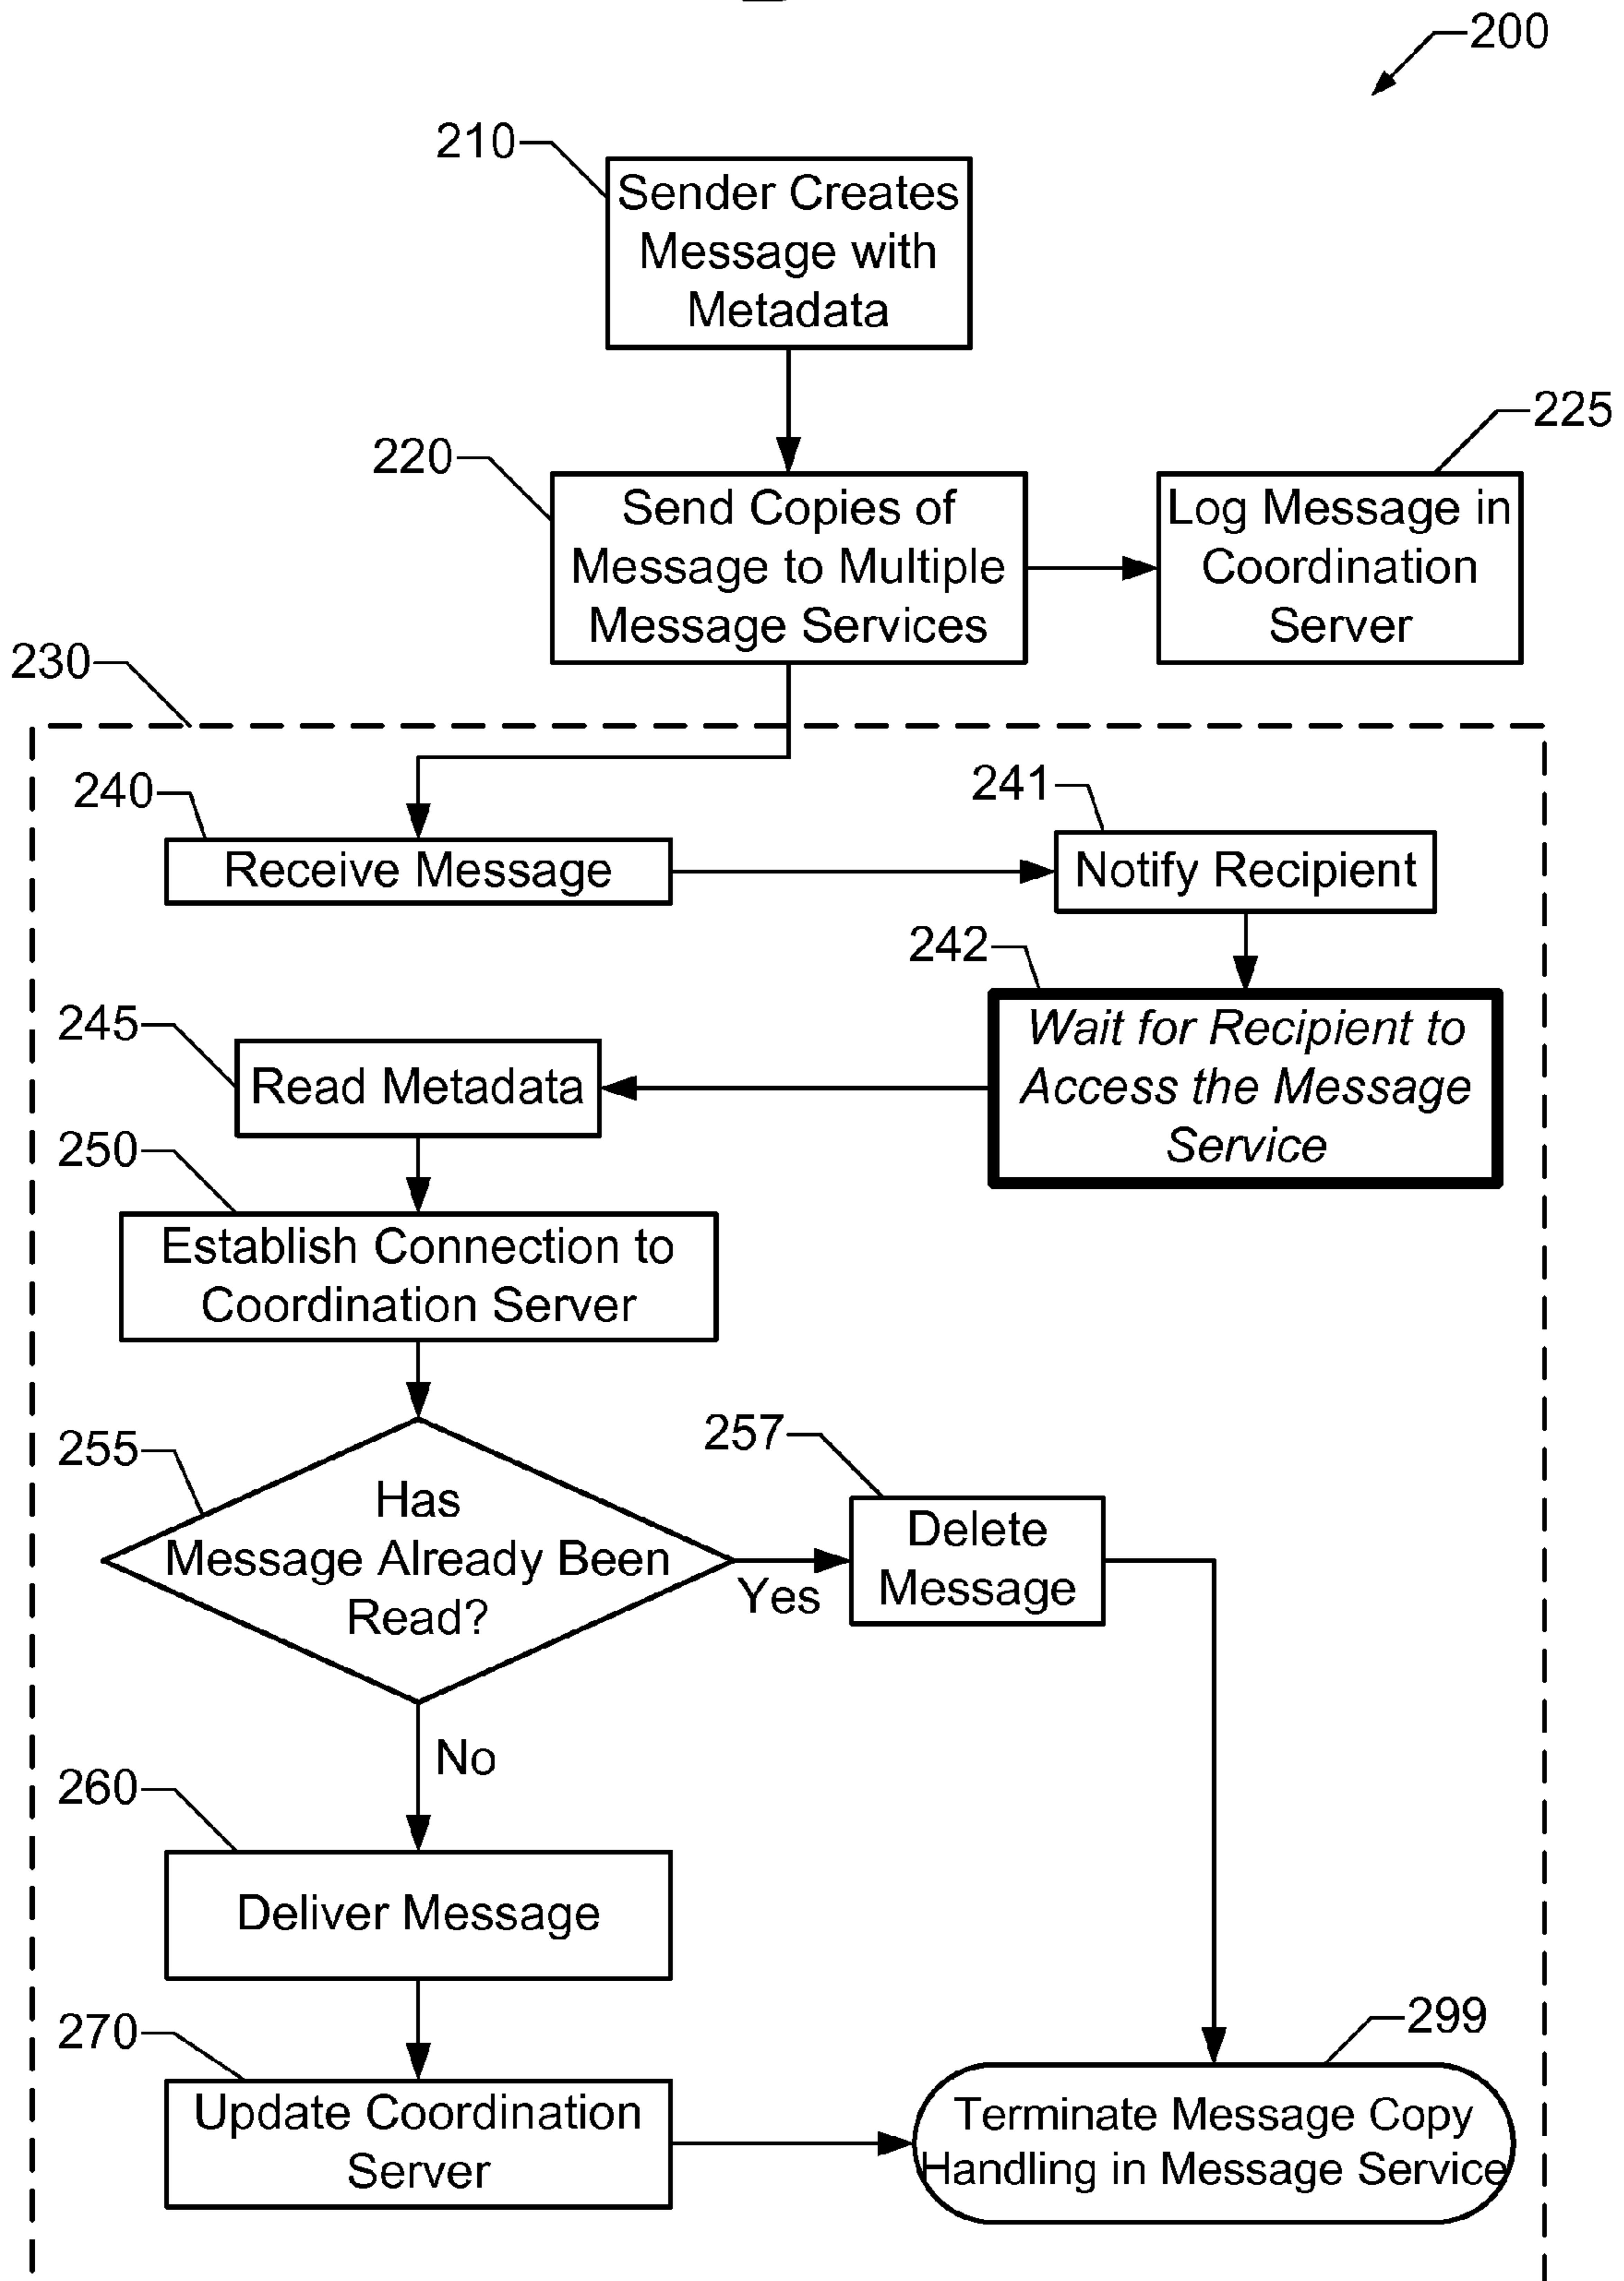 200
210
Sender Creates
Message with
Metadata
220
Send Copies of
Message to Multiple
Message Services
225
Log Message in
Coordination
Server
230
240
Receive Message
241
Notify Recipient
242
Wait for Recipient to
Access the Message
Service
245
Read Metadata
250
Establish Connection to
Coordination Server
255
Has
Message Already Been
Read?
Yes
257
Delete
Message
No
260
Deliver Message
270
Update Coordination
Server
299
Terminate Message Copy
Handling in Message Service